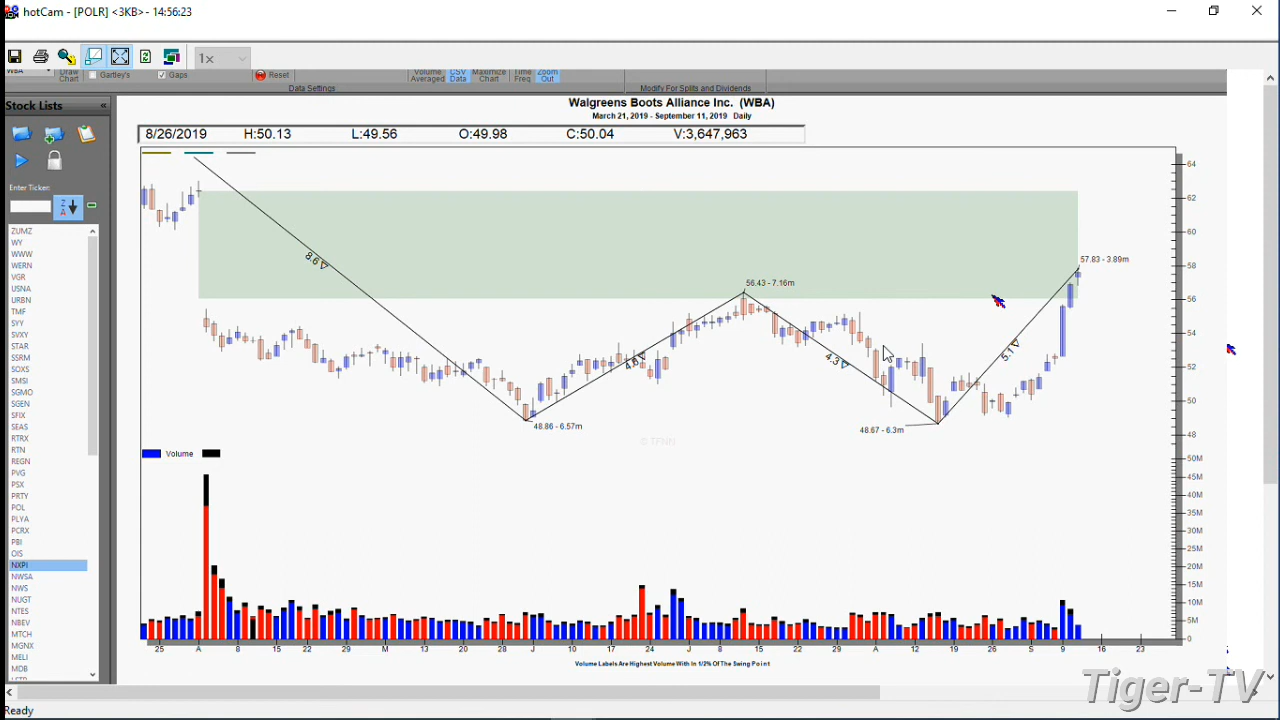 hotCam - [POLR] <3KB>- 14:56:23
1x
WBA
Draw Chart
Gartley's
Gaps
Reset
Volume Averaged
CSV Data
Maximize Chart
Time Freq
Zoom Out
Data Settings
Modify For Splits and Dividends
Stock Lists «
Walgreens Boots Alliance Inc. (WBA)
March 21, 2019 - September 11, 2019 Daily
8/26/2019 H:50.13 L:49.56 O:49.98 C:50.04 V:3,647,963
Enter Ticker:
ZUMZ
WY
WWW
WERN
VGR
USNA
URBN
TMF
SYY
SVXY
STAR
SSRM
SOXS
SMSI
SGMO
SGEN
SFIX
SEAS
RTRX
RTN
REGN
PVG
PSX
PRTY
POL
PLYA
PCRX
PBI
OIS
NXPI
NWSA
NWS
NUGT
NTES
NBEV
MTCH
MGNX
MELI
MDB
8.6
48.86 - 6.57m
56.43 - 7.16m
4.3
48.67 - 6.3m
5.1
57.83 - 3.89m
© TFNN
64
62
60
58
56
54
52
50
48
Volume
50M
45M
40M
35M
30M
25M
20M
15M
10M
5M
0
25 A 8 15 22 29 M 13 20 28 J 10 17 24 J 8 15 22 29 A 12 19 26 S 9 16 23
Volume Labels Are Highest Volume With In 1/2% Of The Swing Point
Tiger-TV
Ready